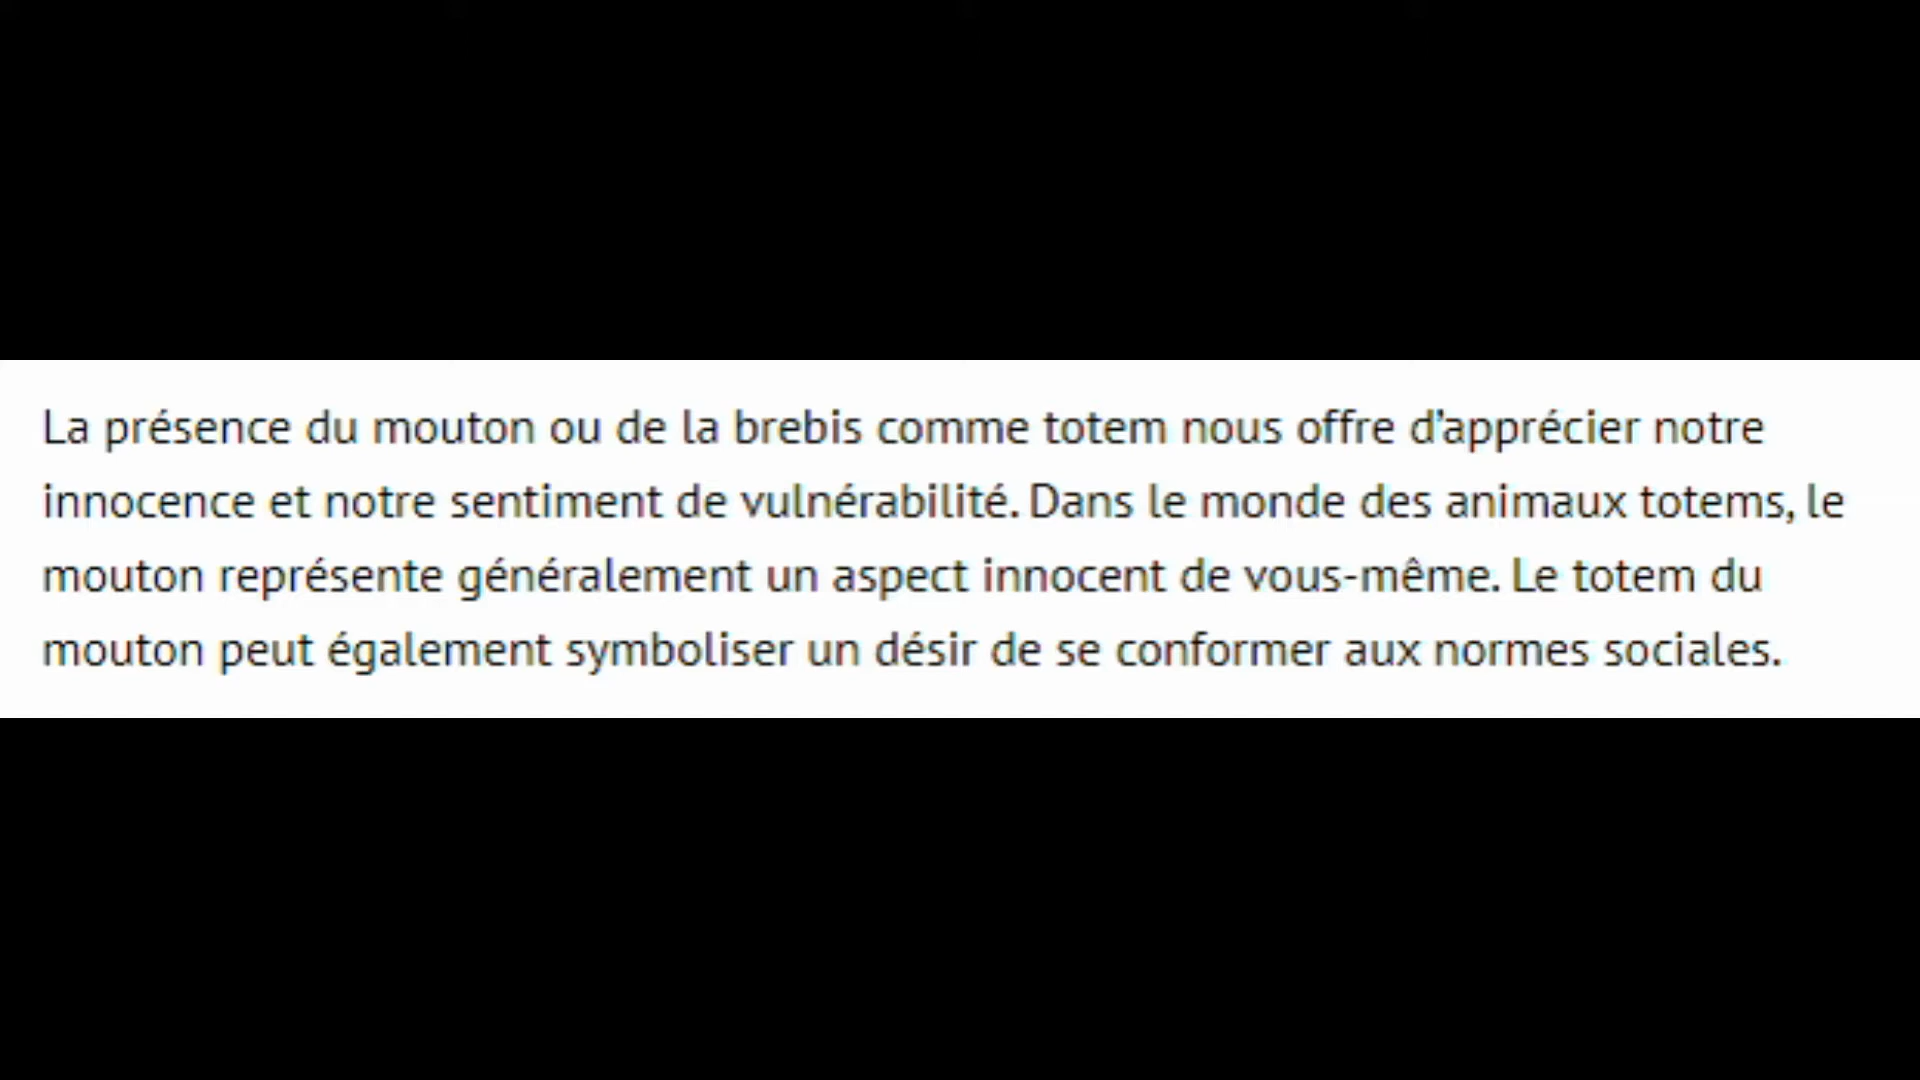 La présence du mouton ou de la brebis comme totem nous offre d’apprécier notre
innocence et notre sentiment de vulnérabilité. Dans le monde des animaux totems, le
mouton représente généralement un aspect innocent de vous-même. Le totem du
mouton peut également symboliser un désir de se conformer aux normes sociales.